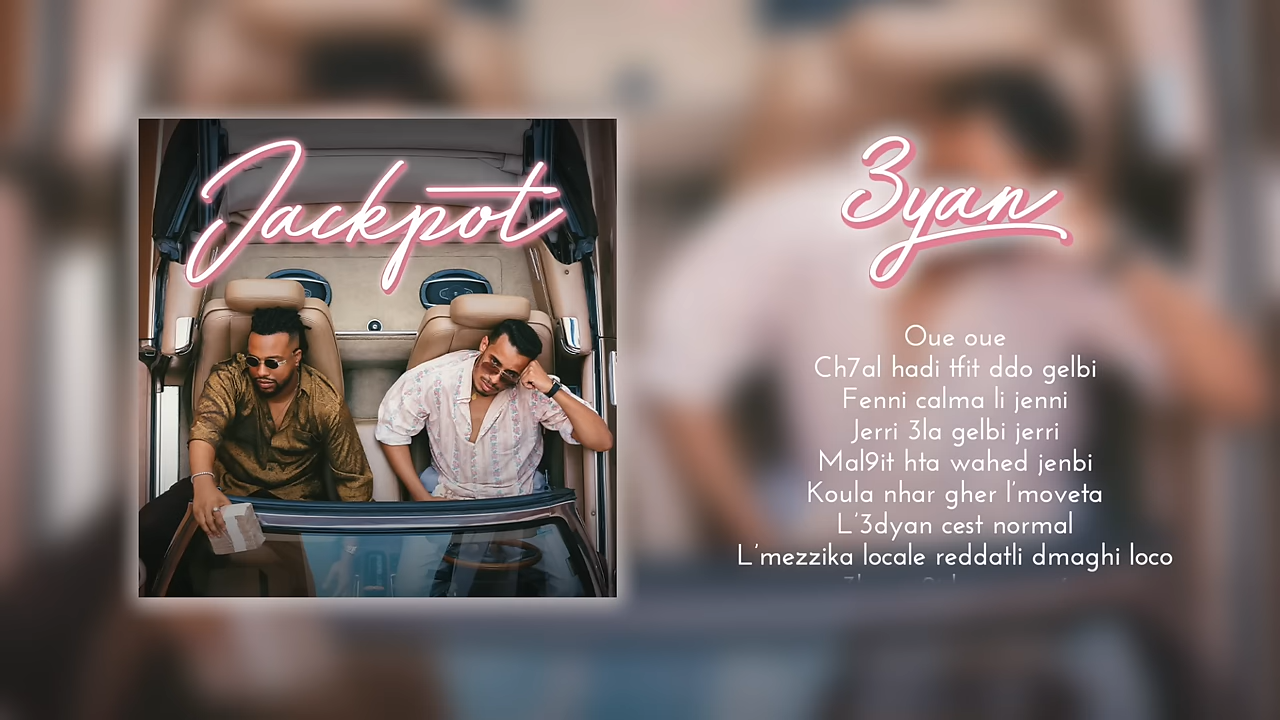 Jackpot
3yan
Oue oue
Ch7al hadi tfit ddo gelbi
Fenni calma li jenni
Jerri 3la gelbi jerri
Mal9it hta wahed jenbi
Koula nhar gher l'moveta
L'3dyan cest normal
L'mezzika locale reddatli dmaghi loco